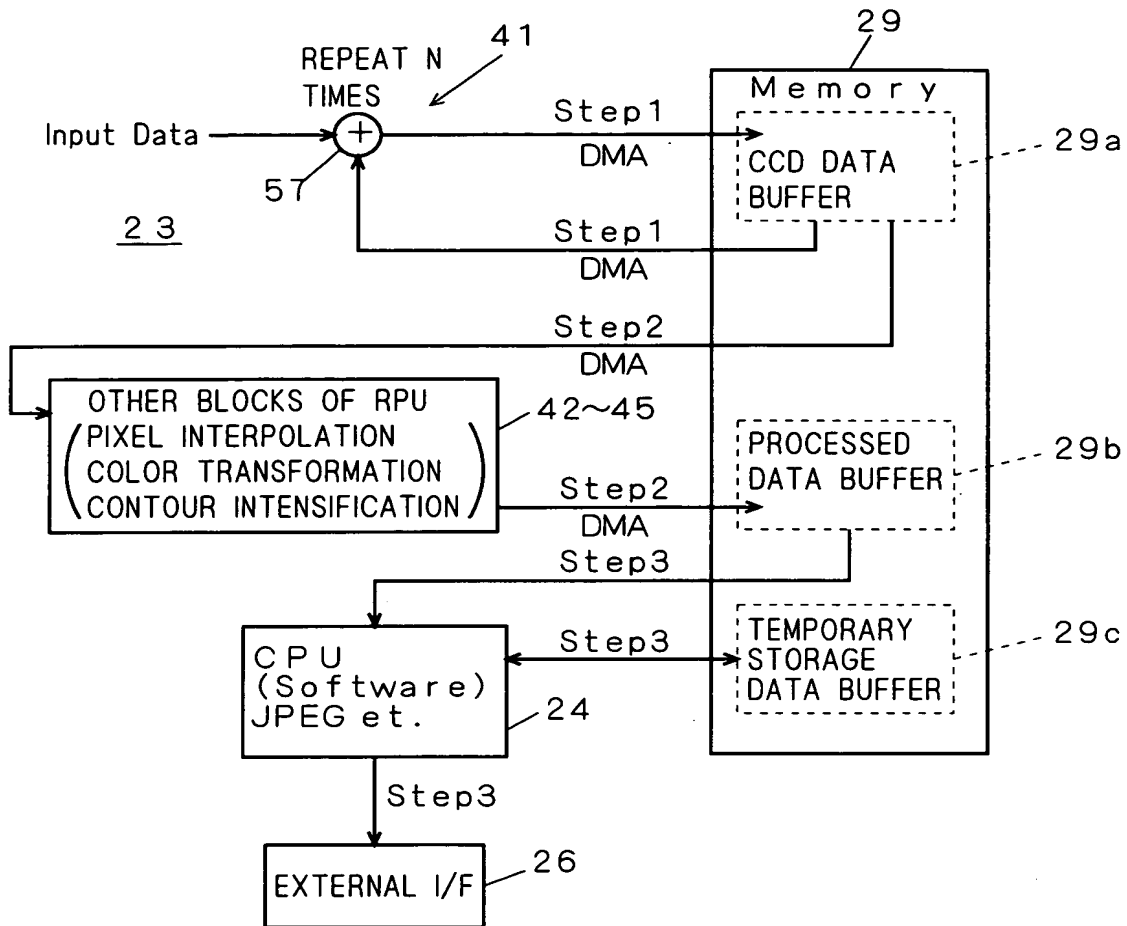 REPEAT N
TIMES
41
29
Memory
Input Data
+
Step1
DMA
57
CCD DATA
BUFFER
29a
23
Step1
DMA
Step2
DMA
OTHER BLOCKS OF RPU
PIXEL INTERPOLATION
COLOR TRANSFORMATION
CONTOUR INTENSIFICATION
42~45
Step2
DMA
PROCESSED
DATA BUFFER
29b
Step3
CPU
(Software)
JPEG et.
24
Step3
TEMPORARY
STORAGE
DATA BUFFER
29c
Step3
EXTERNAL I/F
26